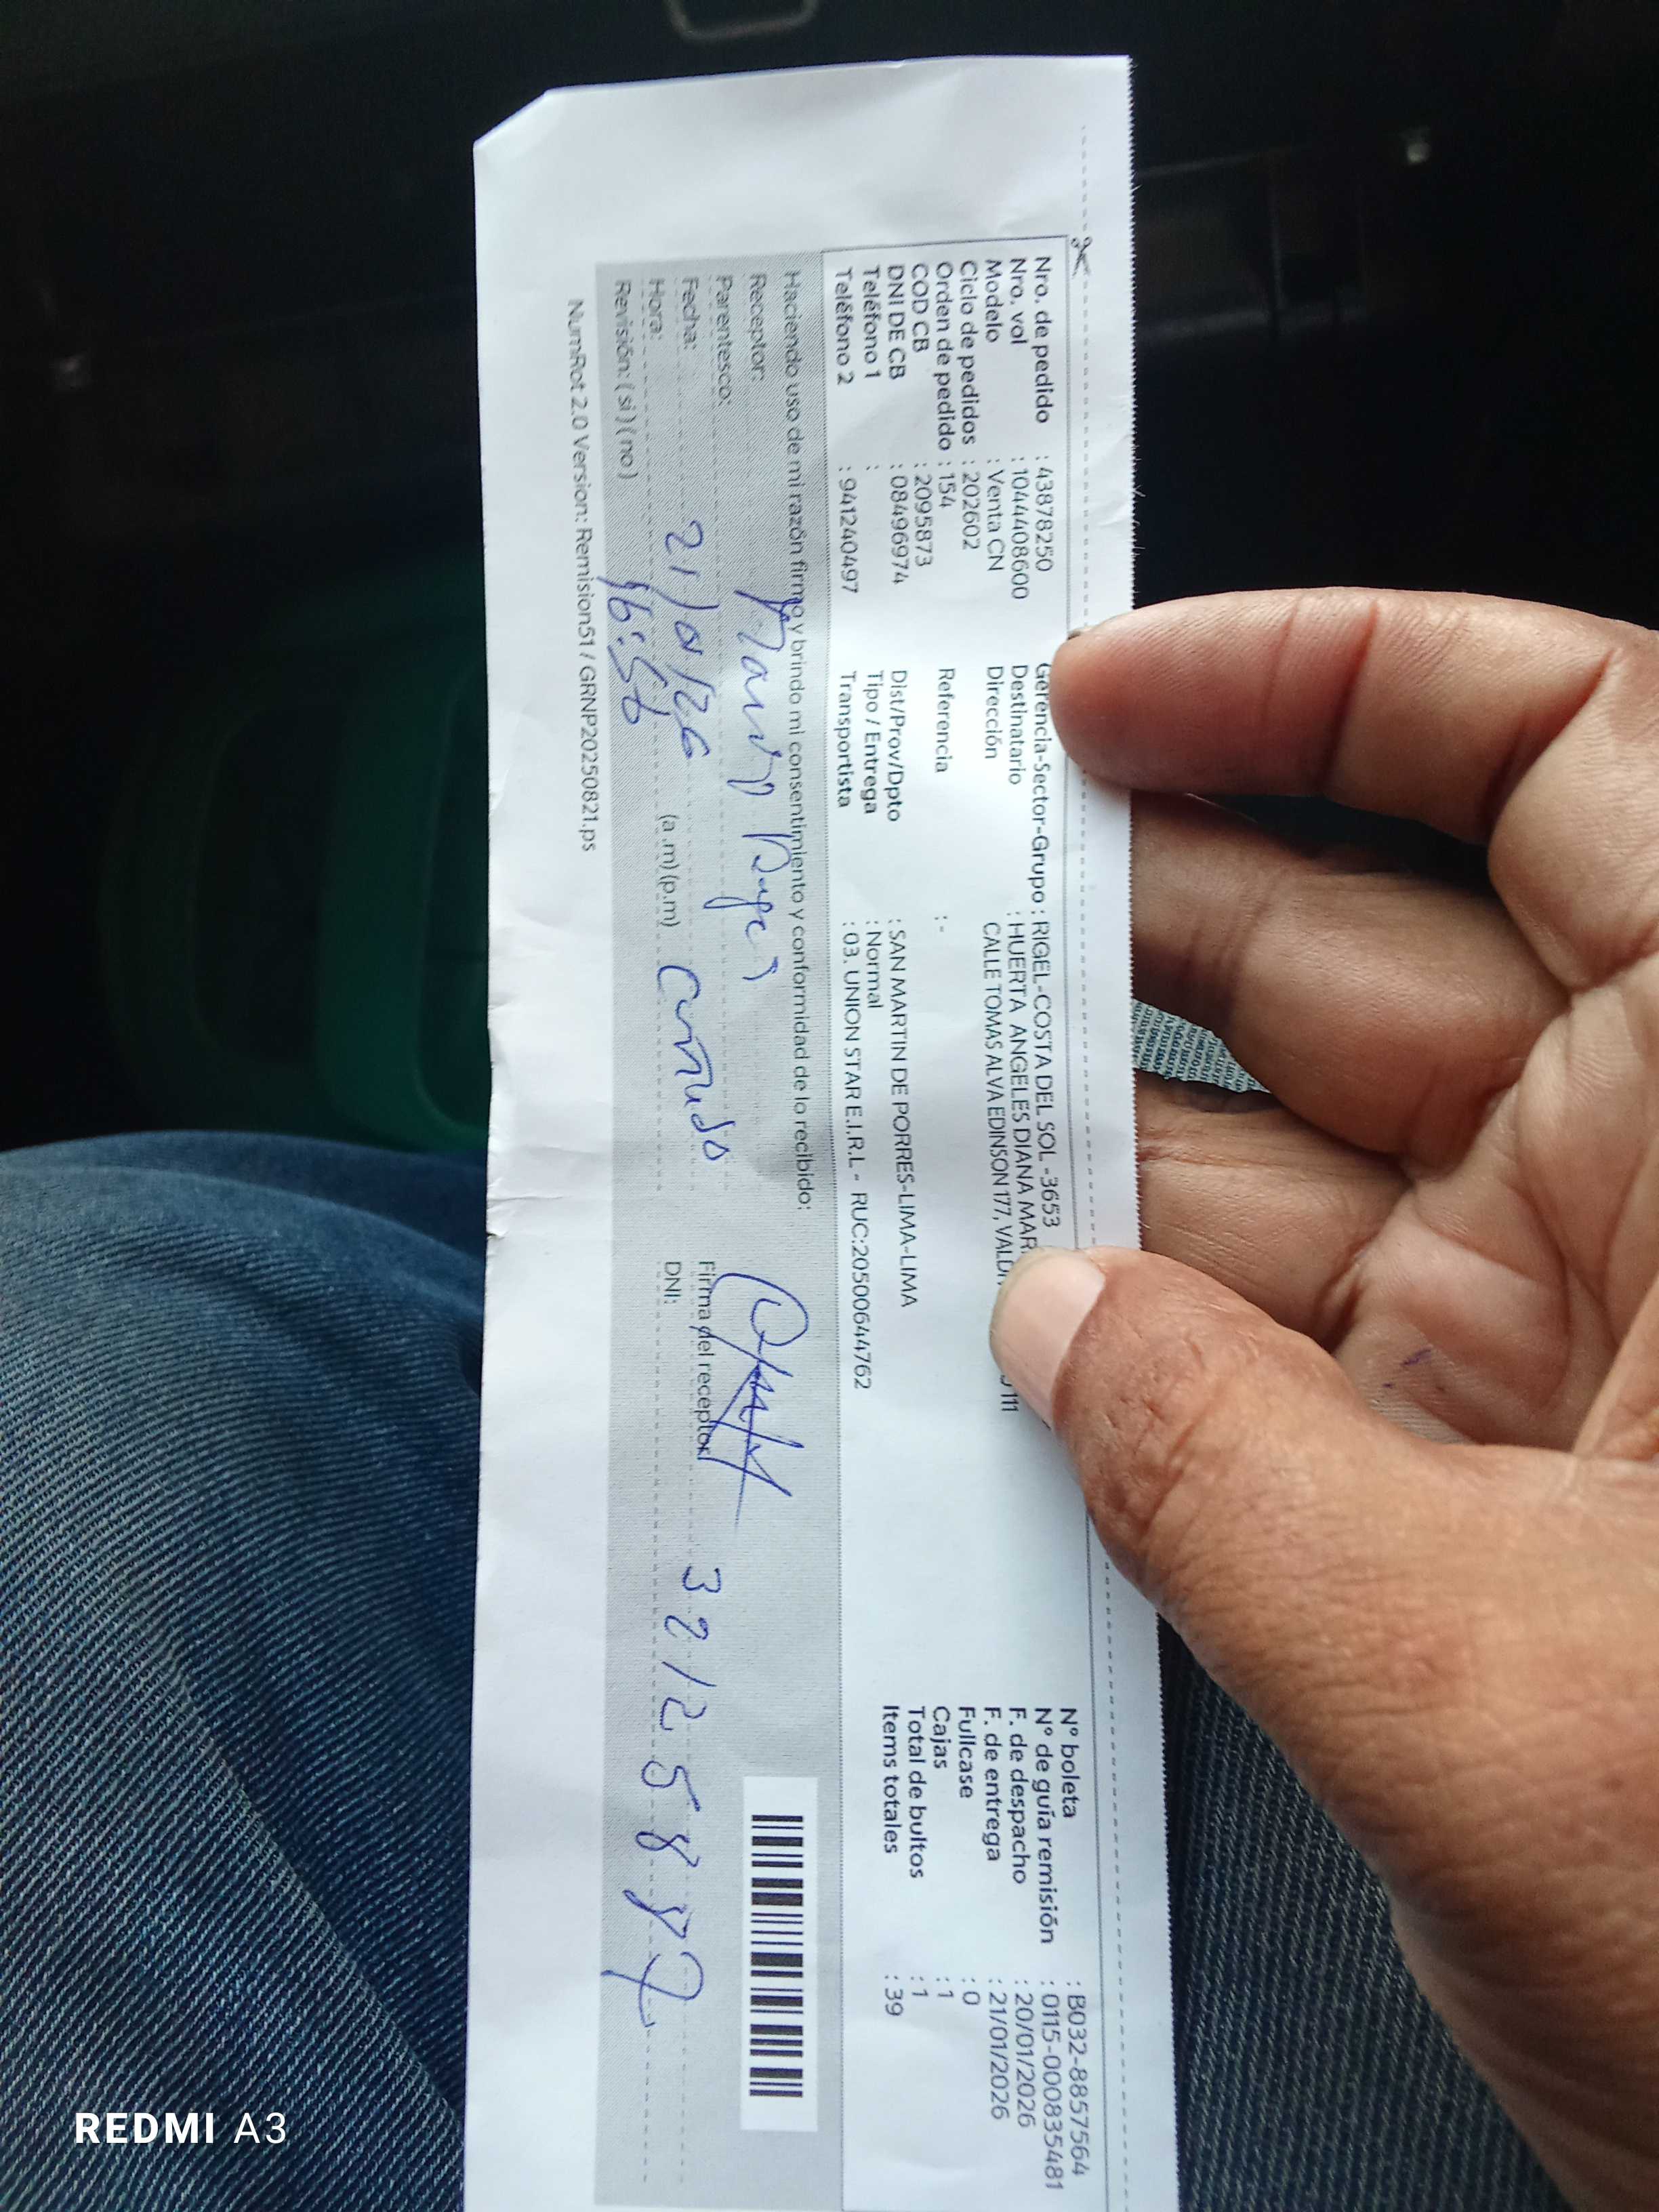 Nro. de pedido : 43878250
Nro. vol : 10444408600
Modelo : Venta CN
Ciclo de pedidos : 202602
Orden de pedido : 154
COD CB : 2095873
DNI DE CB : 08496974
Teléfono 1 :
Teléfono 2 : 941240497
Gerencia-Sector-Grupo : RIGEL-COSTA DEL SOL -3653
Destinatario : HUERTA ANGELES DIANA MAR
Dirección CALLE TOMAS ALVA EDINSON 177, VALDI
111
Referencia : -
Dist/Prov/Dpto : SAN MARTIN DE PORRES-LIMA-LIMA
Tipo / Entrega : Normal
Transportista : 03. UNION STAR E.I.R.L - RUC:20500644762
N° boleta : B032-8857564
N° de guía remisión : 0115-000835481
F. de despacho : 20/01/2026
F. de entrega : 21/01/2026
Fullcase : 0
Cajas : 1
Total de bultos : 1
Items totales : 39
Haciendo uso de mi razón firmo y brindo mi consentimiento y conformidad de lo recibido:
Receptor:
Parentesco:
Fecha: 21/01/26
Hora: 16:56 (a.m) (p.m)
Revisión: ( si ) ( no )
Firma del receptor
DNI: 32125887
NumRot 2.0 Version: Remision51 / GRNP20250821.ps
REDMI A3